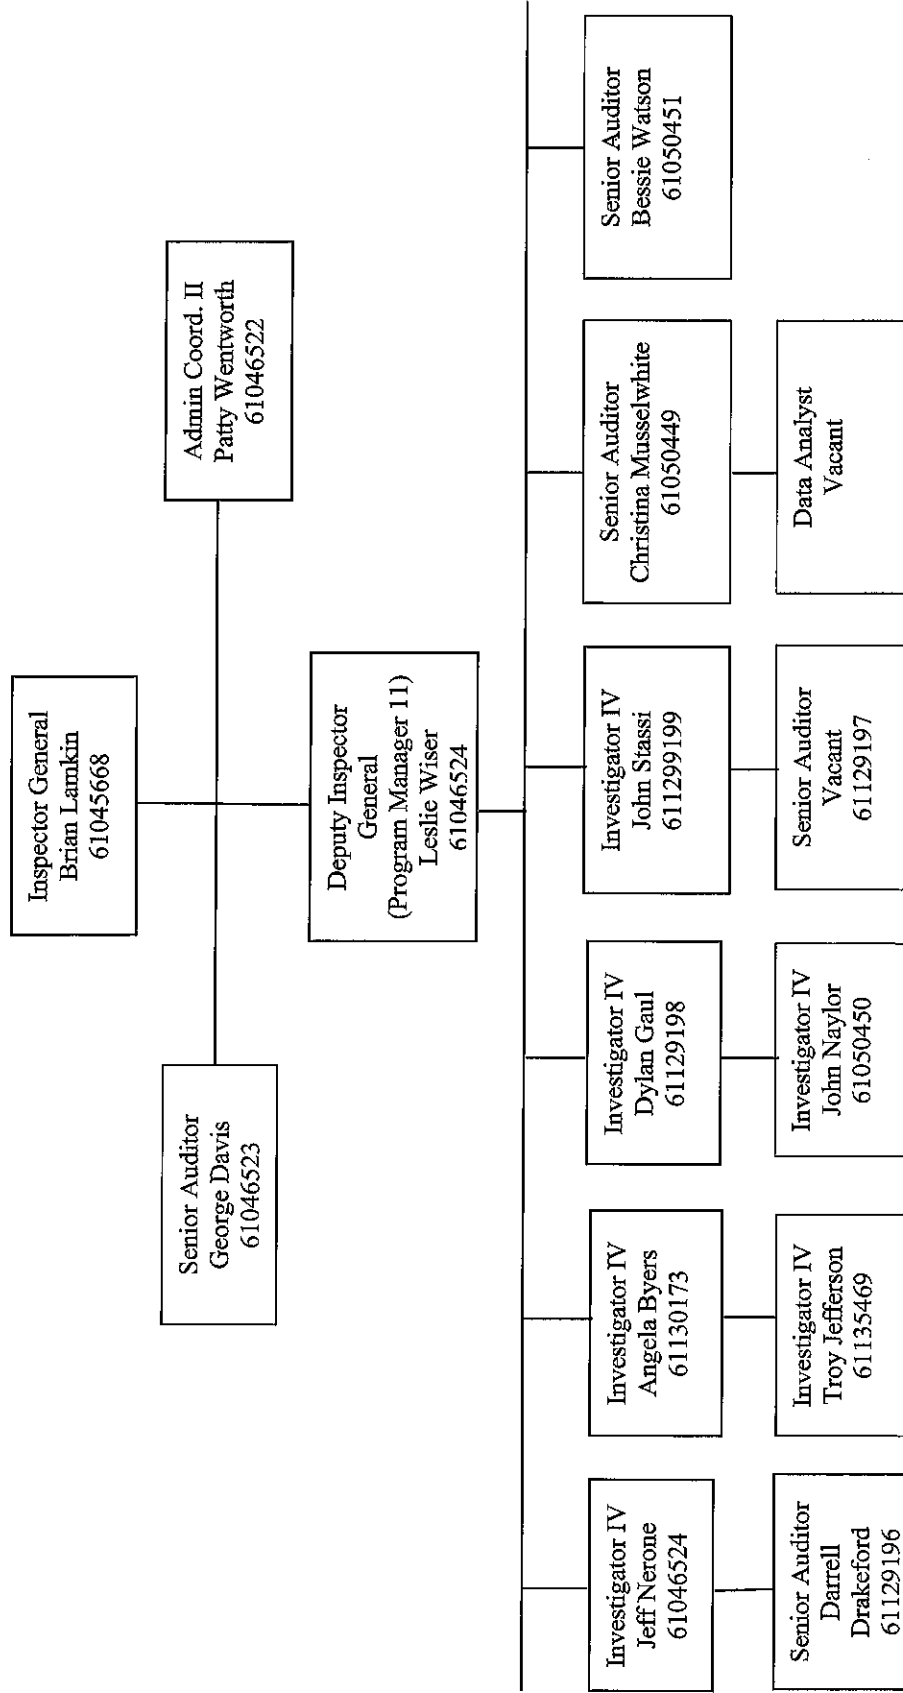 Inspector General
Brian Lamkin
61045668
Senior Auditor
George Davis
61046523
Admin Coord. II
Patty Wentworth
61046522
Deputy Inspector
General
(Program Manager 11)
Leslie Wiser
61046524
Investigator IV
Jeff Nerone
61046524
Investigator IV
Angela Byers
61130173
Investigator IV
Dylan Gaul
61129198
Investigator IV
John Stassi
611299199
Senior Auditor
Christina Musselwhite
61050449
Senior Auditor
Bessie Watson
61050451
Senior Auditor
Darrell
Drakeford
61129196
Investigator IV
Troy Jefferson
61135469
Investigator IV
John Naylor
61050450
Senior Auditor
Vacant
61129197
Data Analyst
Vacant